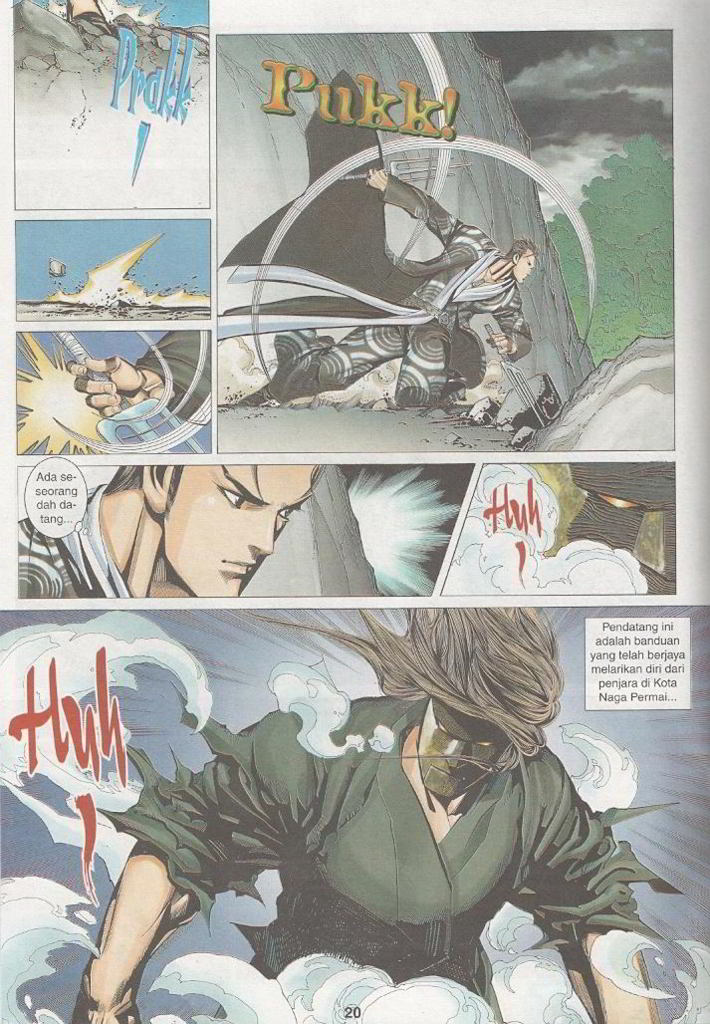 Prakk
!
Pukk!
Ada se-
seorang
dah da-
tang...
Huh
!
Pendatang ini
adalah banduan
yang telah berjaya
melarikan diri dari
penjara di Kota
Naga Permai...
Huh
!
20